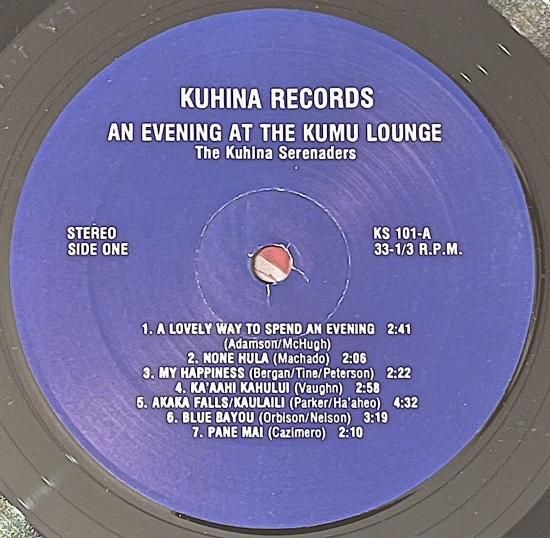 KUHINA RECORDS
AN EVENING AT THE KUMU LOUNGE
The Kuhina Serenaders
STEREO
SIDE ONE
KS 101-A
33-1/3 R.P.M.
1. A LOVELY WAY TO SPEND AN EVENING 2:41
(Adamson/McHugh)
2. NONE HULA (Machado) 2:06
3. MY HAPPINESS (Bergan/Tine/Peterson) 2:22
4. KA'AAHI KAHULUI (Vaughn) 2:58
5. AKAKA FALLS/KAULAILI (Parker/Ha'aheo) 4:32
6. BLUE BAYOU (Orbison/Nelson) 3:19
7. PANE MAI (Cazimero) 2:10